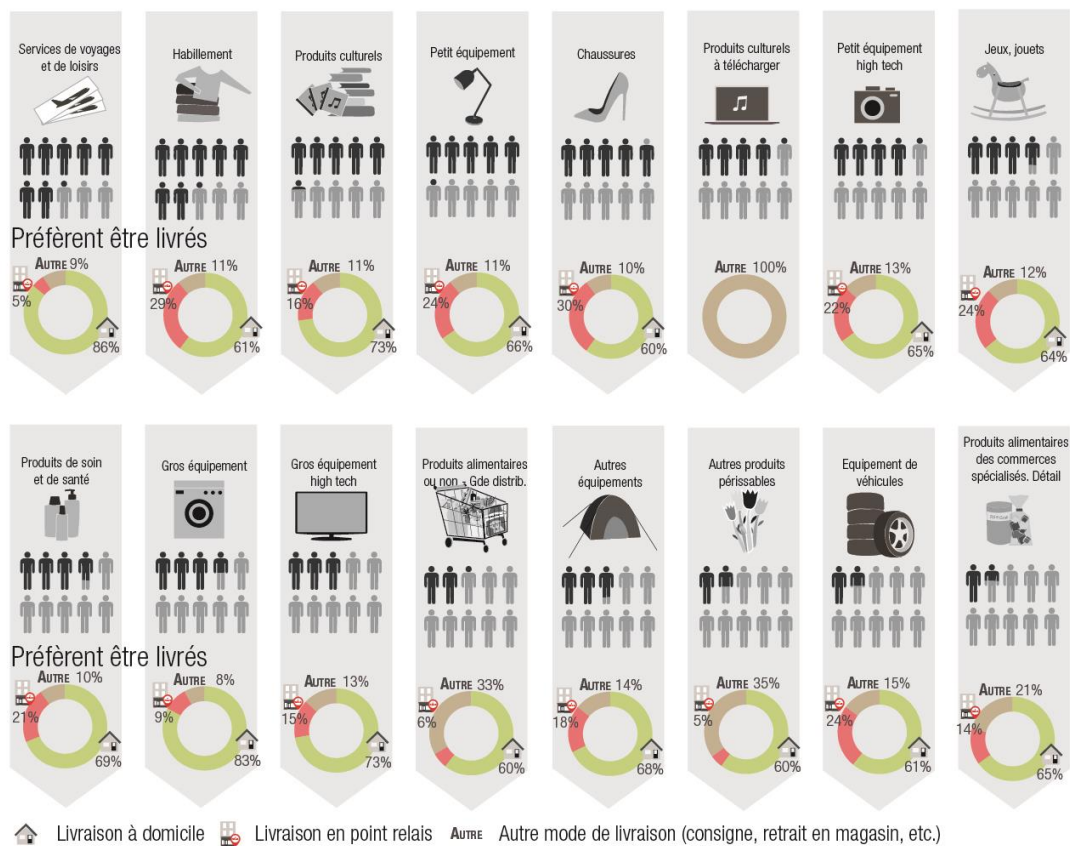 Services de voyages
et de loisirs
Habillement
Produits culturels
Petit équipement
Chaussures
Produits culturels
à télécharger
Petit équipement
high tech
Jeux, jouets
Préfèrent être livrés
AUTRE 9%
5%
86%
AUTRE 11%
29%
61%
AUTRE 11%
16%
73%
AUTRE 11%
24%
66%
AUTRE 10%
30%
60%
AUTRE 100%
AUTRE 13%
22%
65%
AUTRE 12%
24%
64%
Produits de soin
et de santé
Gros équipement
Gros équipement
high tech
Produits alimentaires
ou non - Gde distrib.
Autres
équipements
Autres produits
périssables
Equipement de
véhicules
Produits alimentaires
des commerces
spécialisés. Détail
Préfèrent être livrés
AUTRE 10%
21%
69%
AUTRE 8%
9%
83%
AUTRE 13%
15%
73%
AUTRE 33%
6%
60%
AUTRE 14%
18%
68%
AUTRE 35%
5%
60%
AUTRE 15%
24%
61%
AUTRE 21%
14%
65%
Livraison à domicile Livraison en point relais AUTRE Autre mode de livraison (consigne, retrait en magasin, etc.)